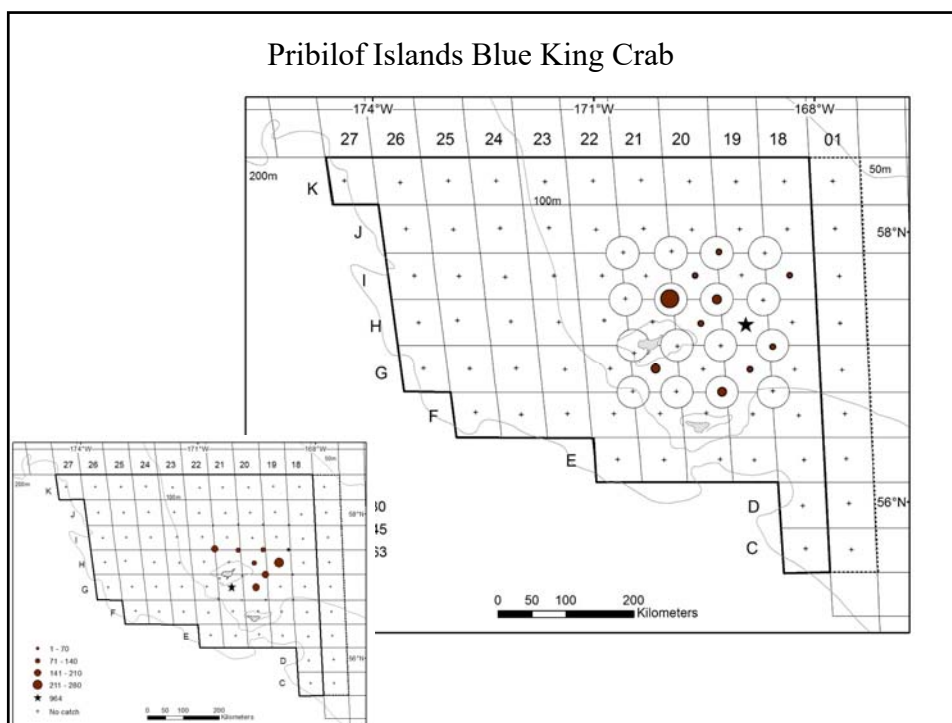 Pribilof Islands Blue King Crab
174°W 171°W 168°W
27 26 25 24 23 22 21 20 19 18 01
200m
50m
K
100m
J
58°N
I
H
G
F
E
D
56°N
C
0 50 100 200
Kilometers
30
45
63
174°W 171°W 168°W
27 26 25 24 23 22 21 20 19 18
200m
50m
K
100m
J
58°N
I
H
G
F
E
D
56°N
C
1 - 70
71 - 140
141 - 210
211 - 280
964
No catch
0 50 100 200
Kilometers